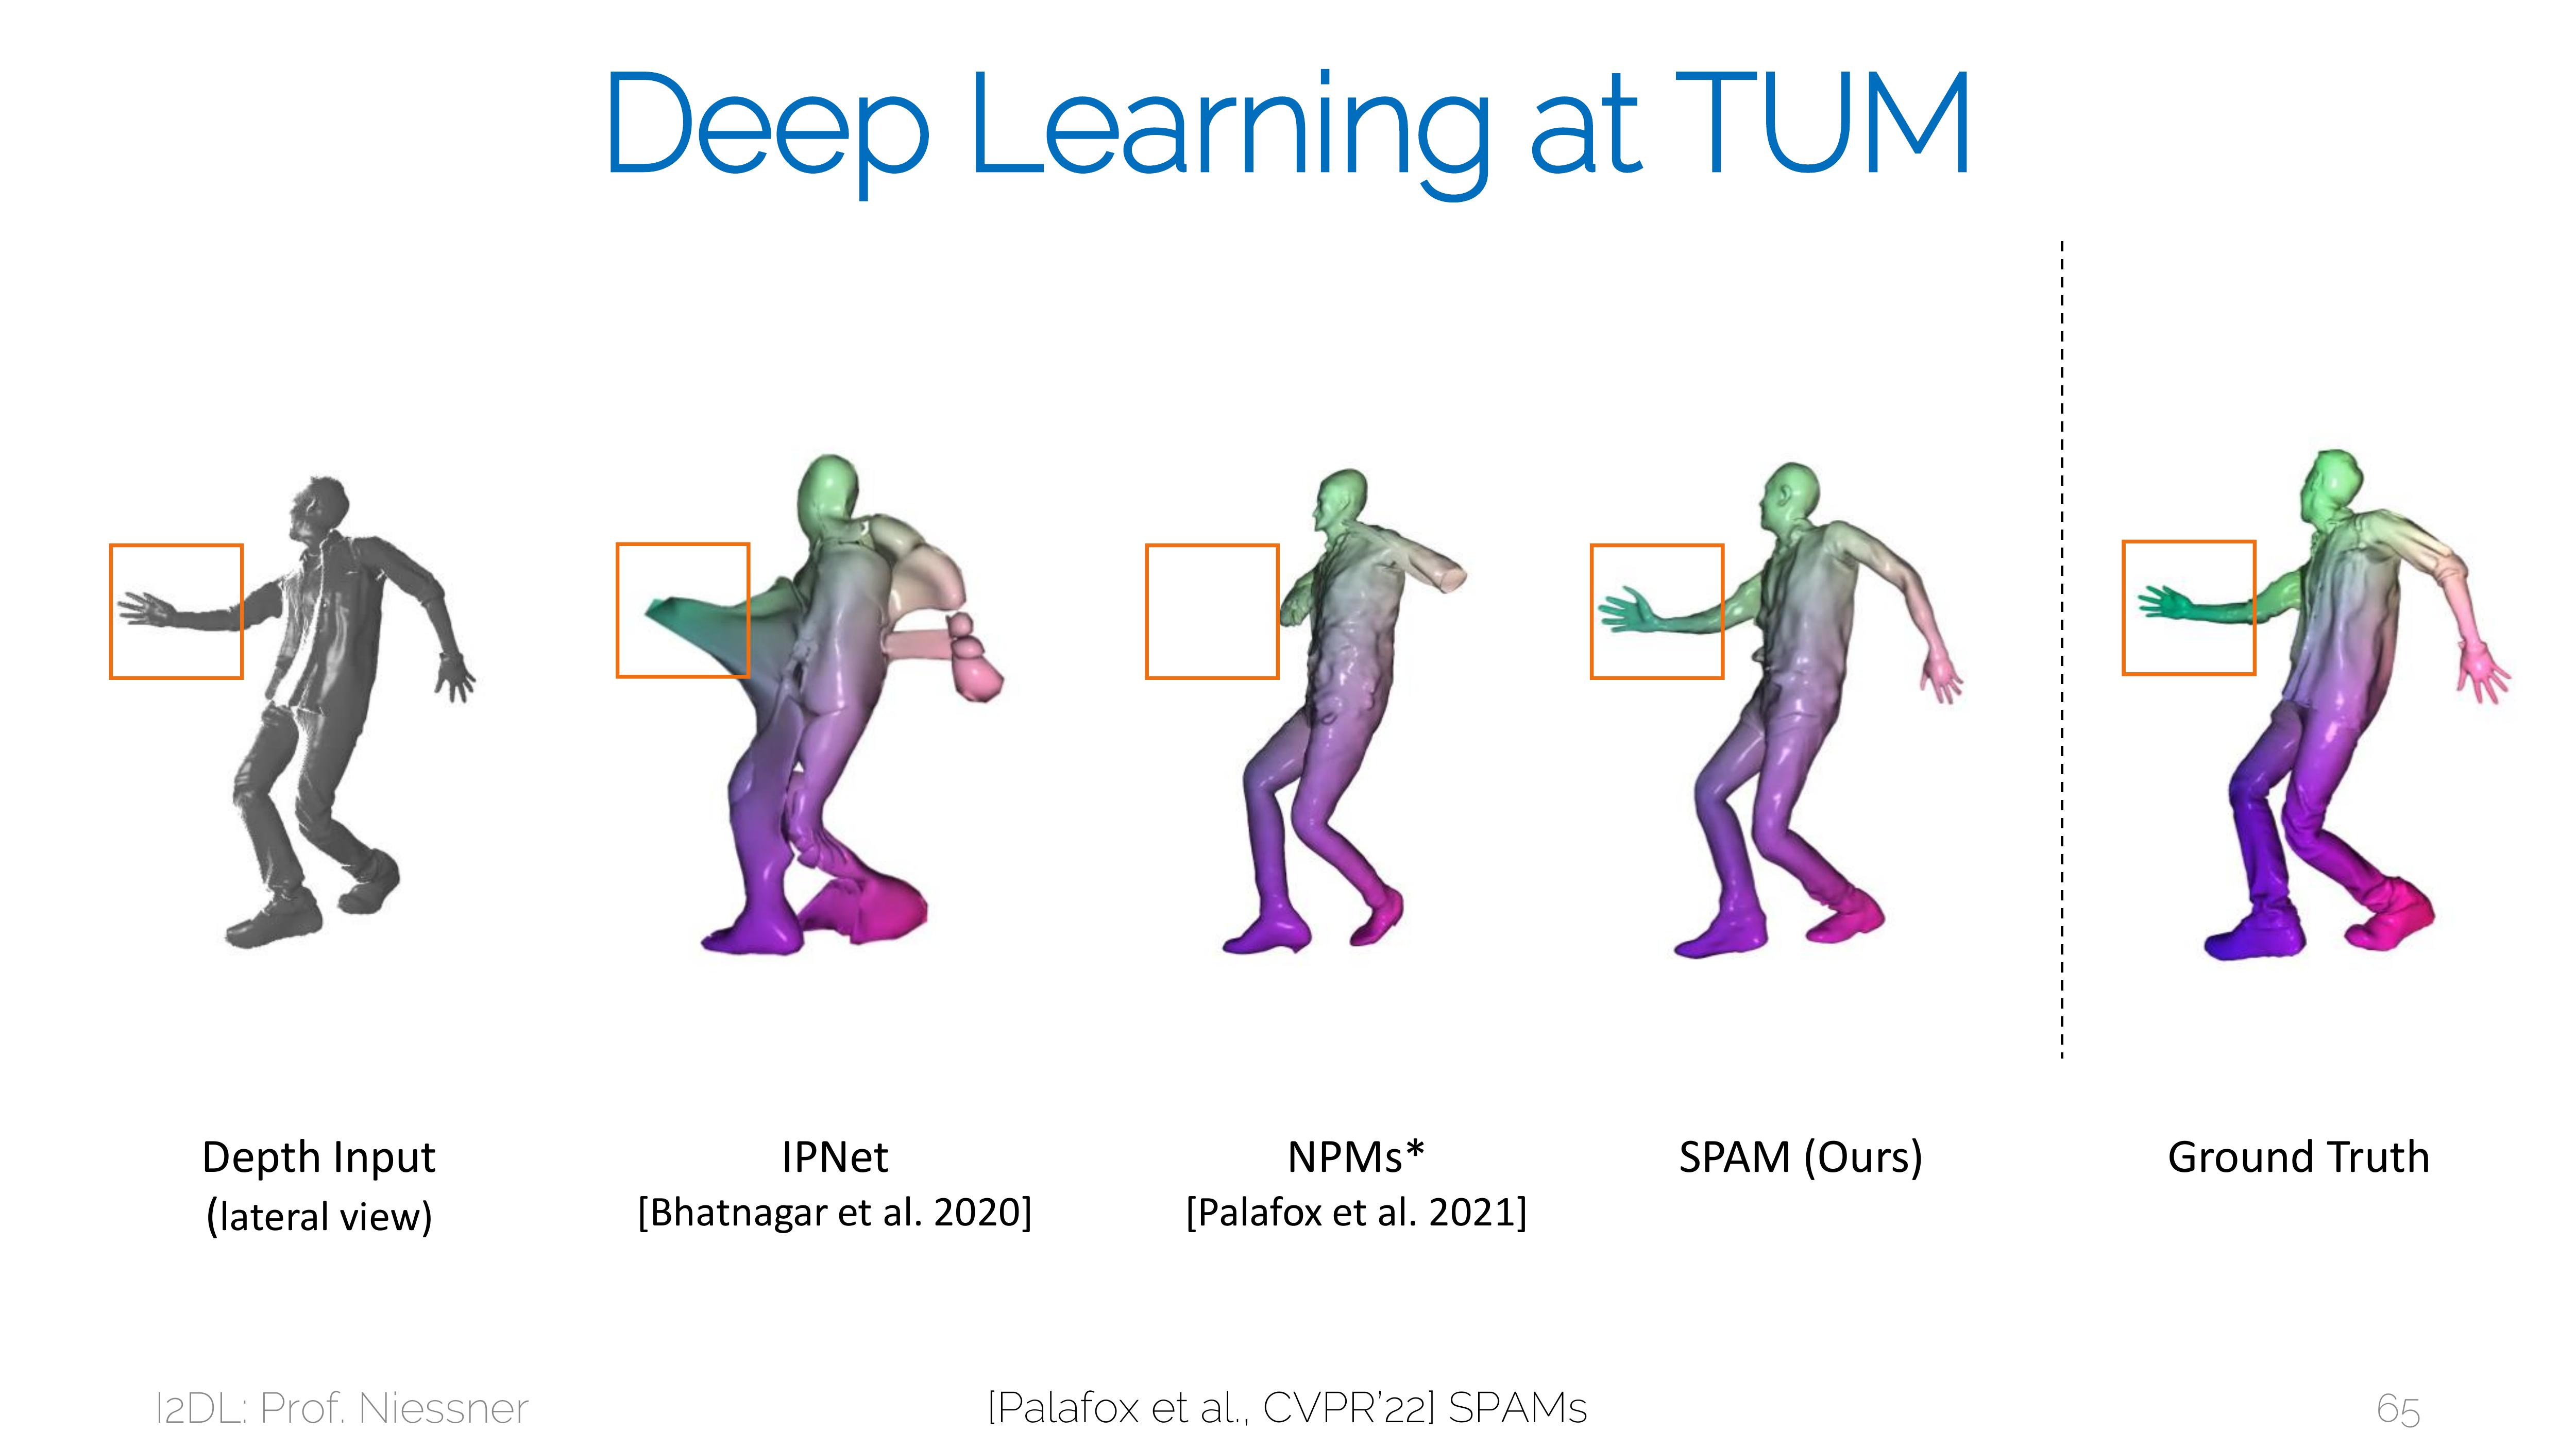 Deep Learning at TUM
Depth Input
(lateral view)
IPNet
[Bhatnagar et al. 2020]
NPMs*
[Palafox et al. 2021]
SPAM (Ours)
Ground Truth
I2DL: Prof. Niessner
[Palafox et al., CVPR’22] SPAMs
65